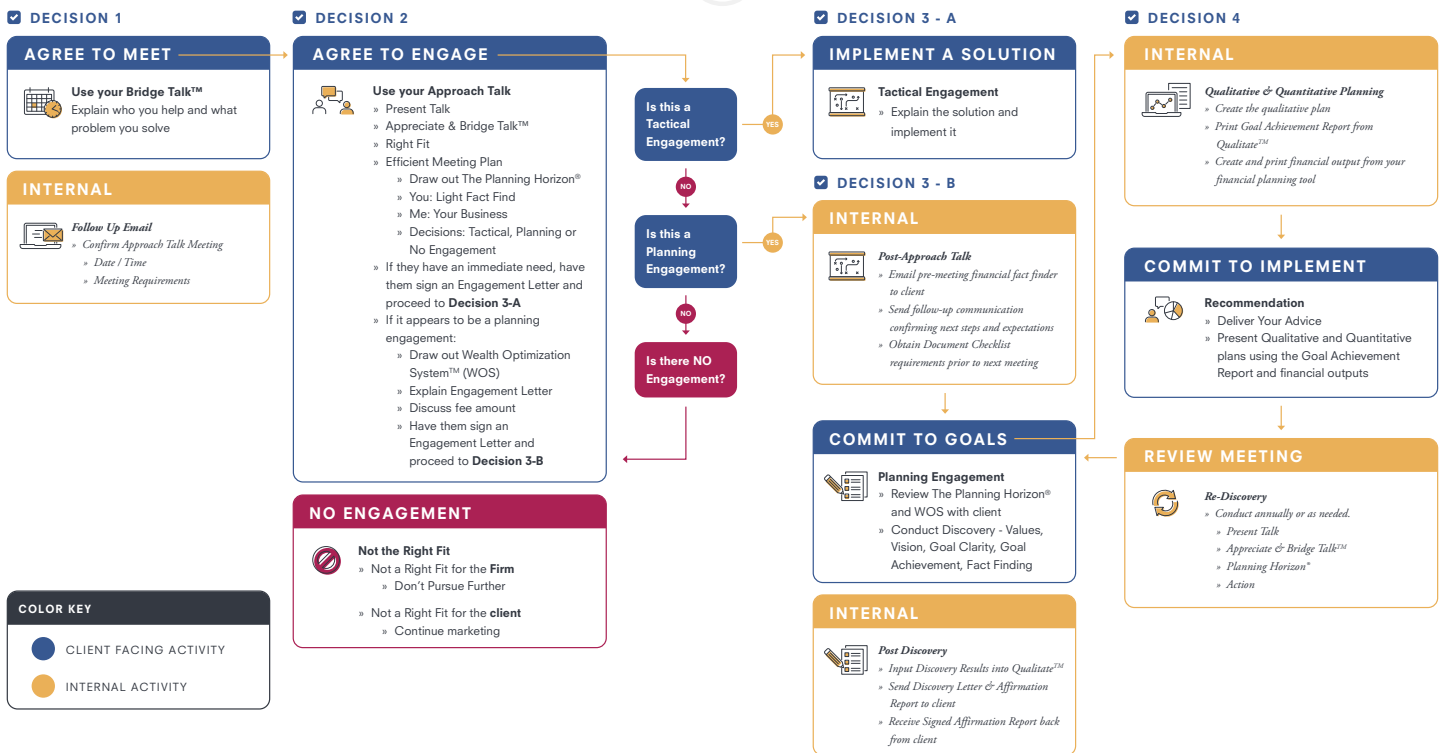 DECISION 1
AGREE TO MEET
Use your Bridge Talk™
Explain who you help and what
problem you solve
INTERNAL
Follow Up Email
» Confirm Approach Talk Meeting
» Date / Time
» Meeting Requirements
COLOR KEY
CLIENT FACING ACTIVITY
INTERNAL ACTIVITY
DECISION 2
AGREE TO ENGAGE
Use your Approach Talk
» Present Talk
» Appreciate & Bridge Talk™
» Right Fit
» Efficient Meeting Plan
» Draw out The Planning Horizon®
» You: Light Fact Find
» Me: Your Business
» Decisions: Tactical, Planning or
No Engagement
» If they have an immediate need, have
them sign an Engagement Letter and
proceed to Decision 3-A
» If it appears to be a planning
engagement:
» Draw out Wealth Optimization
System™ (WOS)
» Explain Engagement Letter
» Discuss fee amount
» Have them sign an
Engagement Letter and
proceed to Decision 3-B
NO ENGAGEMENT
Not the Right Fit
» Not a Right Fit for the Firm
» Don't Pursue Further
» Not a Right Fit for the client
» Continue marketing
Is this a
Tactical
Engagement?
YES
NO
Is this a
Planning
Engagement?
YES
NO
Is there NO
Engagement?
DECISION 3 - A
IMPLEMENT A SOLUTION
Tactical Engagement
» Explain the solution and
implement it
DECISION 3 - B
INTERNAL
Post-Approach Talk
» Email pre-meeting financial fact finder
to client
» Send follow-up communication
confirming next steps and expectations
» Obtain Document Checklist
requirements prior to next meeting
COMMIT TO GOALS
Planning Engagement
» Review The Planning Horizon®
and WOS with client
» Conduct Discovery - Values,
Vision, Goal Clarity, Goal
Achievement, Fact Finding
INTERNAL
Post Discovery
» Input Discovery Results into Qualitate™
» Send Discovery Letter & Affirmation
Report to client
» Receive Signed Affirmation Report back
from client
DECISION 4
INTERNAL
Qualitative & Quantitative Planning
» Create the qualitative plan
» Print Goal Achievement Report from
Qualitate™
» Create and print financial output from your
financial planning tool
COMMIT TO IMPLEMENT
Recommendation
» Deliver Your Advice
» Present Qualitative and Quantitative
plans using the Goal Achievement
Report and financial outputs
REVIEW MEETING
Re-Discovery
» Conduct annually or as needed.
» Present Talk
» Appreciate & Bridge Talk™
» Planning Horizon®
» Action